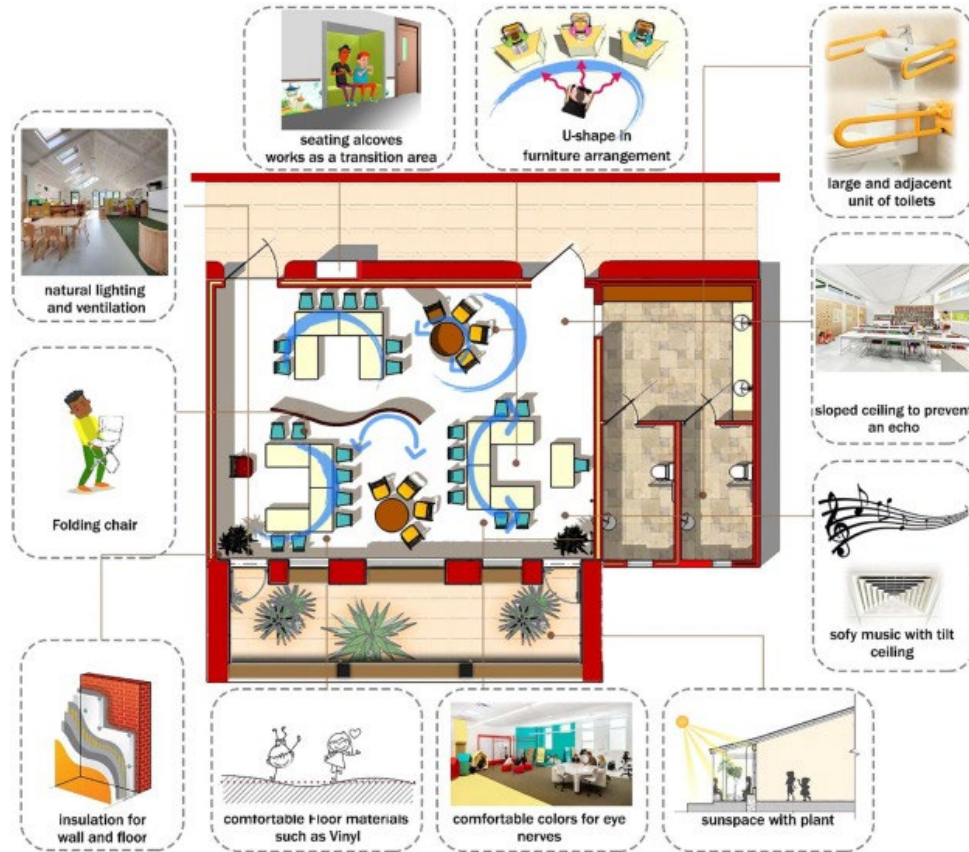 seating alcoves
works as a transition area
U-shape in
furniture arrangement
large and adjacent
unit of toilets
natural lighting
and ventilation
sloped ceiling to prevent
an echo
Folding chair
sofy music with tilt
ceiling
insulation for
wall and floor
comfortable Floor materials
such as Vinyl
comfortable colors for eye
nerves
sunspace with plant